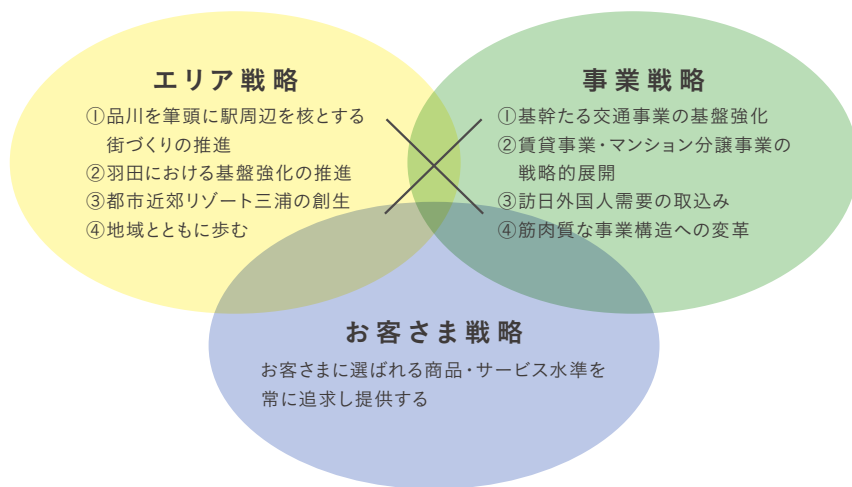 エリア戦略
①品川を筆頭に駅周辺を核とする
街づくりの推進
②羽田における基盤強化の推進
③都市近郊リゾート三浦の創生
④地域とともに歩む
事業戦略
①基幹たる交通事業の基盤強化
②賃貸事業・マンション分譲事業の
戦略的展開
③訪日外国人需要の取込み
④筋肉質な事業構造への変革
お客さま戦略
お客さまに選ばれる商品・サービス水準を
常に追求し提供する